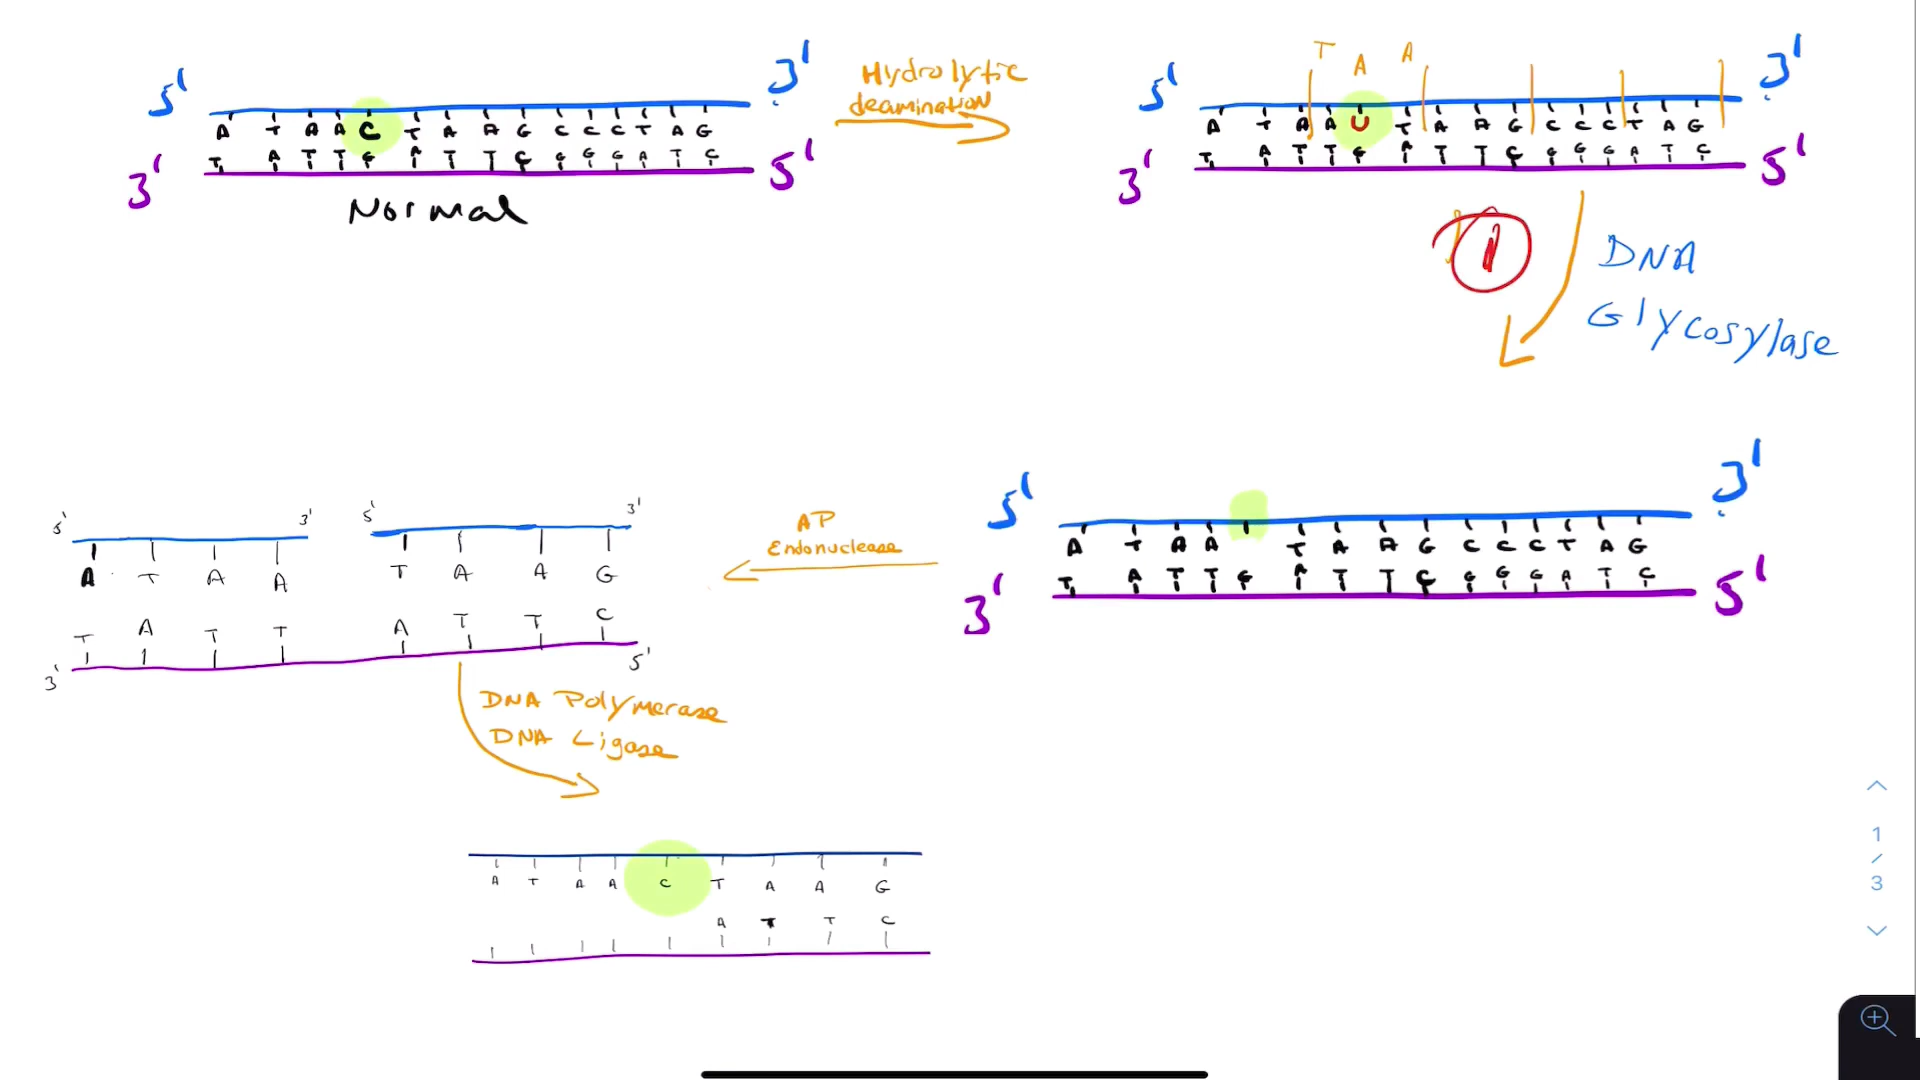 5' 3'
A T A A C T A A G C C C T A G
T A T T G A T T C G G G A T C
3' 5'
Normal
Hydrolytic
deamination
T A A
5' 3'
A T A A U T A A G C C C T A G
T A T T G A T T C G G G A T C
3' 5'
1
DNA
Glycosylase
5' 3'
A T A A T A A G C C C T A G
T A T T G A T T C G G G A T C
3' 5'
AP
Endonuclease
5' 3' 5' 3'
A T A A T A A G
T A T T A T T C
3' 5'
DNA Polymerase
DNA Ligase
A T A A C T A A G
A T T C
1
/
3